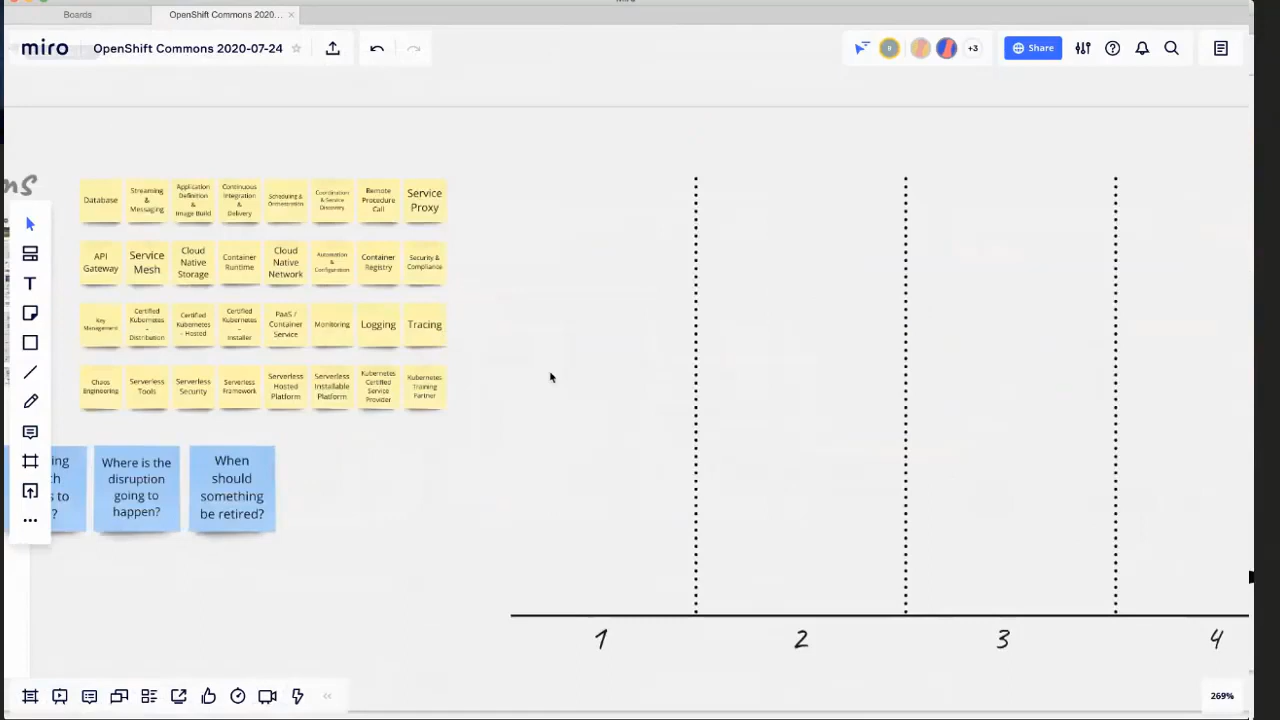 Boards
OpenShift Commons 2020...
miro
OpenShift Commons 2020-07-24
+3
Share
ns
Database
Streaming
&
Messaging
Application
Definition
&
Image Build
Continuous
Integration
&
Delivery
Scheduling &
Orchestration
Coordination
& Service
Discovery
Remote
Procedure
Call
Service
Proxy
API
Gateway
Service
Mesh
Cloud
Native
Storage
Container
Runtime
Cloud
Native
Network
Automation
&
Configuration
Container
Registry
Security &
Compliance
Key
Management
Certified
Kubernetes
-
Distribution
Certified
Kubernetes
- Hosted
Certified
Kubernetes
-
Installer
PaaS /
Container
Service
Monitoring
Logging
Tracing
Chaos
Engineering
Serverless
Tools
Serverless
Security
Serverless
Framework
Serverless
Hosted
Platform
Serverless
Installable
Platform
Kubernetes
Certified
Service
Provider
Kubernetes
Training
Partner
ing
h
s to
?
Where is the
disruption
going to
happen?
When
should
something
be retired?
1
2
3
4
269%